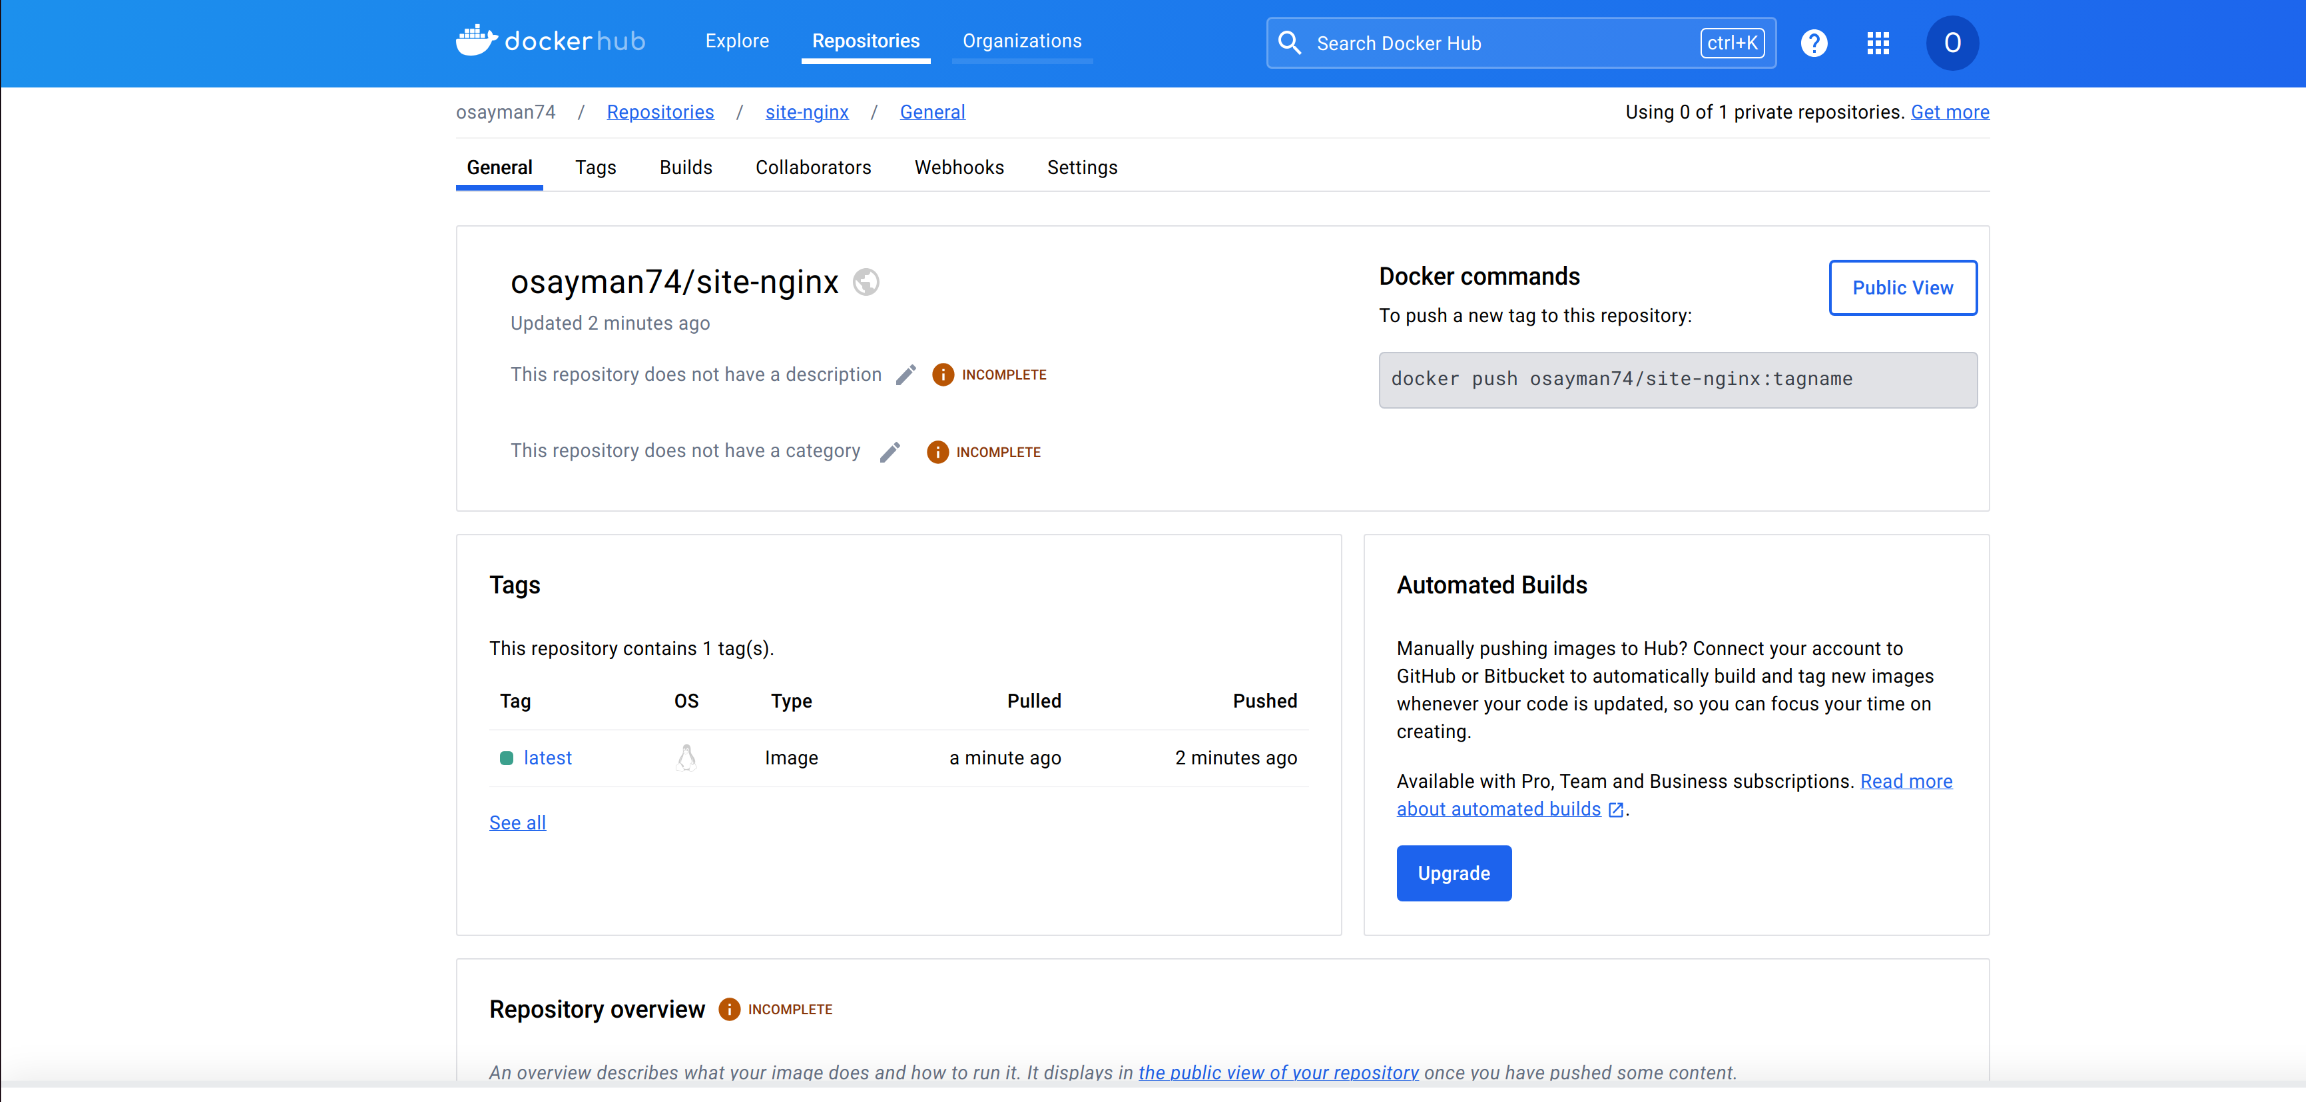 docker hub Explore Repositories Organizations Search Docker Hub ctrl+K ? O
osayman74 / Repositories / site-nginx / General Using 0 of 1 private repositories. Get more
General Tags Builds Collaborators Webhooks Settings
osayman74/site-nginx
Updated 2 minutes ago
This repository does not have a description i INCOMPLETE
This repository does not have a category i INCOMPLETE
Docker commands
Public View
To push a new tag to this repository:
docker push osayman74/site-nginx:tagname
Tags
This repository contains 1 tag(s).
Tag OS Type Pulled Pushed
latest Image a minute ago 2 minutes ago
See all
Automated Builds
Manually pushing images to Hub? Connect your account to
GitHub or Bitbucket to automatically build and tag new images
whenever your code is updated, so you can focus your time on
creating.
Available with Pro, Team and Business subscriptions. Read more
about automated builds .
Upgrade
Repository overview i INCOMPLETE
An overview describes what your image does and how to run it. It displays in the public view of your repository once you have pushed some content.